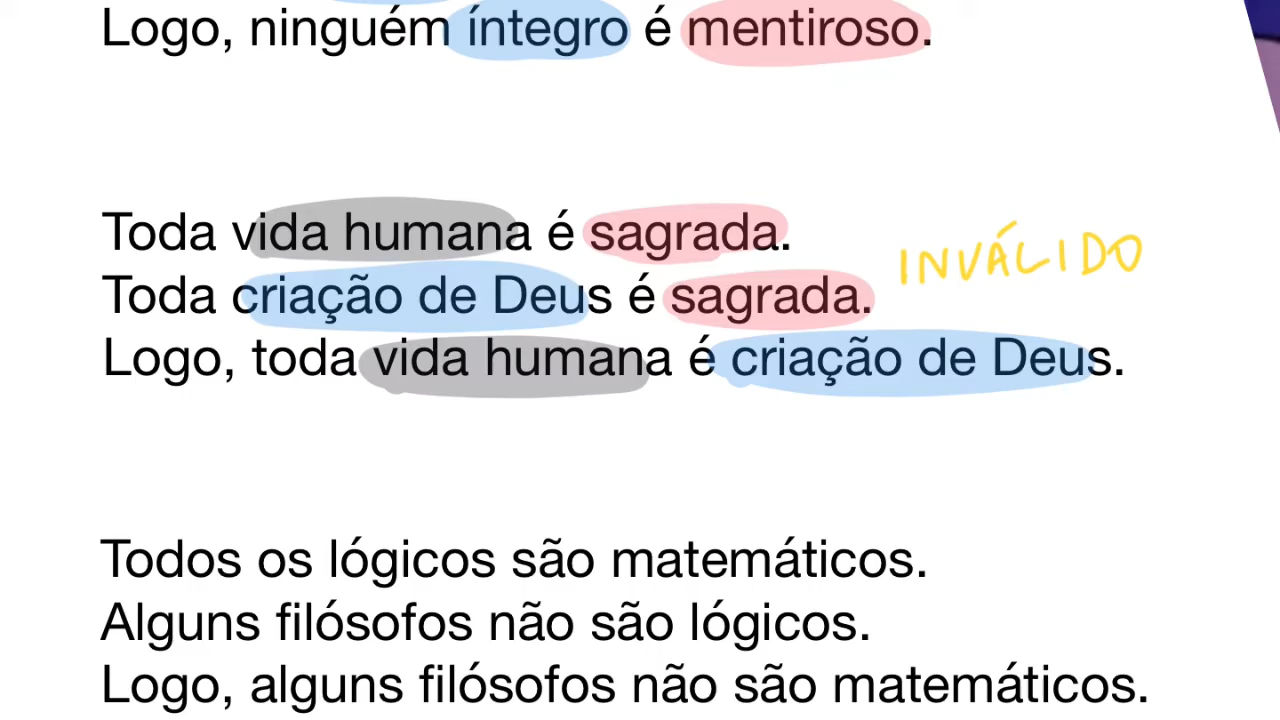 Logo, ninguém íntegro é mentiroso.
Toda vida humana é sagrada.
INVÁLIDO
Toda criação de Deus é sagrada.
Logo, toda vida humana é criação de Deus.
Todos os lógicos são matemáticos.
Alguns filósofos não são lógicos.
Logo, alguns filósofos não são matemáticos.